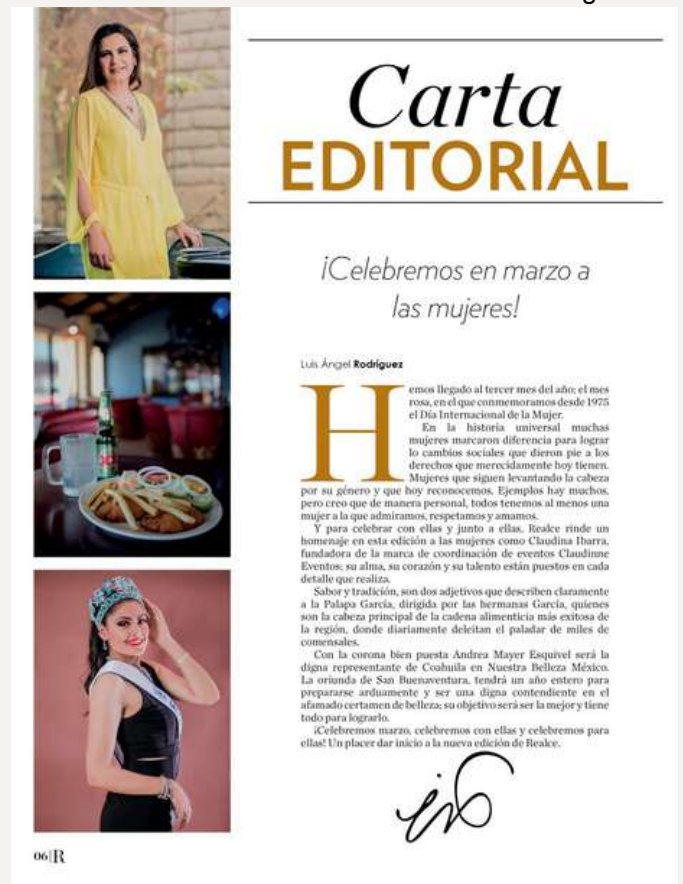 Carta
EDITORIAL
¡Celebremos en marzo a
las mujeres!
Luis Ángel Rodríguez
Hemos llegado al tercer mes del año; el mes
rosa, en el que conmemoramos desde 1975
el Día Internacional de la Mujer.
En la historia universal muchas
mujeres marcaron diferencia para lograr
lo cambios sociales que dieron pie a los
derechos que merecidamente hoy tienen.
Mujeres que siguen levantando la cabeza
por su género y que hoy reconocemos. Ejemplos hay muchos,
pero creo que de manera personal, todos tenemos al menos una
mujer a la que admiramos, respetamos y amamos.
Y para celebrar con ellas y junto a ellas, Realce rinde un
homenaje en esta edición a las mujeres como Claudina Ibarra,
fundadora de la marca de coordinación de eventos Claudinne
Eventos; su alma, su corazón y su talento están puestos en cada
detalle que realiza.
Sabor y tradición, son dos adjetivos que describen claramente
a la Palapa García, dirigida por las hermanas García, quienes
son la cabeza principal de la cadena alimenticia más exitosa de
la región, donde diariamente deleitan el paladar de miles de
comensales.
Con la corona bien puesta Andrea Mayer Esquivel será la
digna representante de Coahuila en Nuestra Belleza México.
La oriunda de San Buenaventura, tendrá un año entero para
prepararse arduamente y ser una digna contendiente en el
afamado certamen de belleza; su objetivo será ser la mejor y tiene
todo para lograrlo.
¡Celebremos marzo, celebremos con ellas y celebremos para
ellas! Un placer dar inicio a la nueva edición de Realce.
06|R